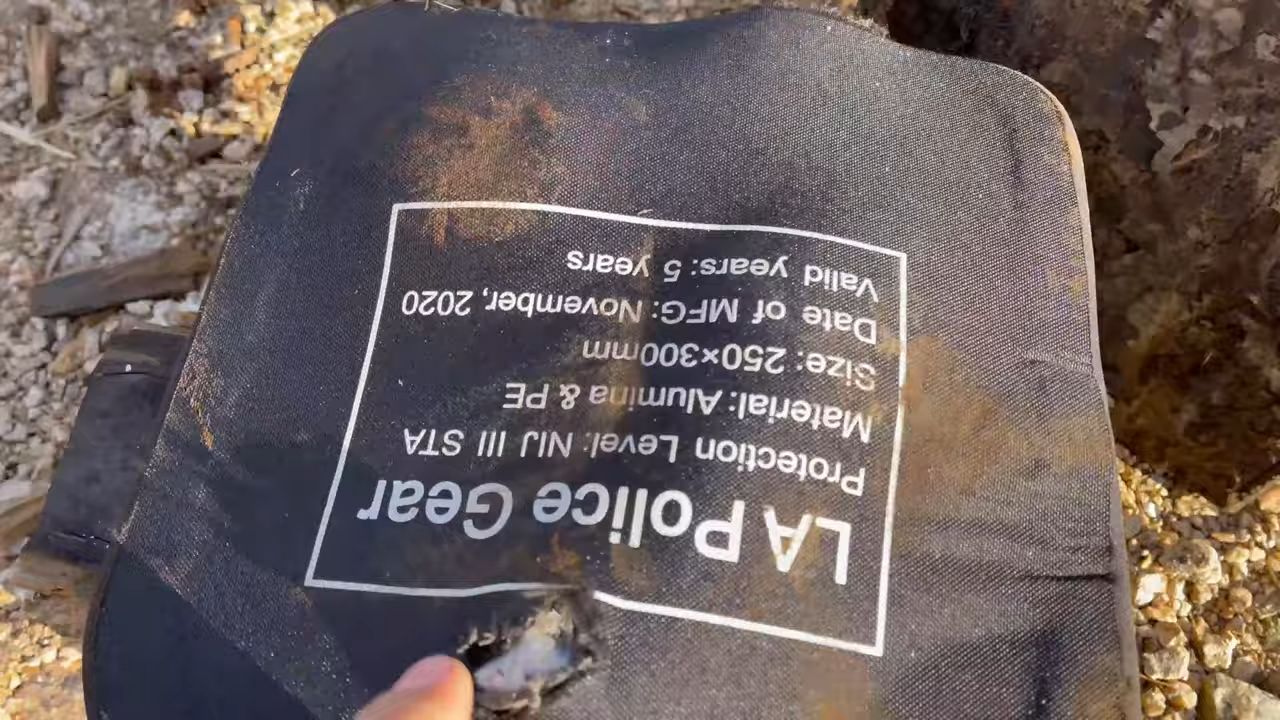 LA Police Gear
Protection Level: NIJ III STA
Material: Alumina & PE
Size: 250×300mm
Date of MFG: November, 2020
Valid years: 5 years